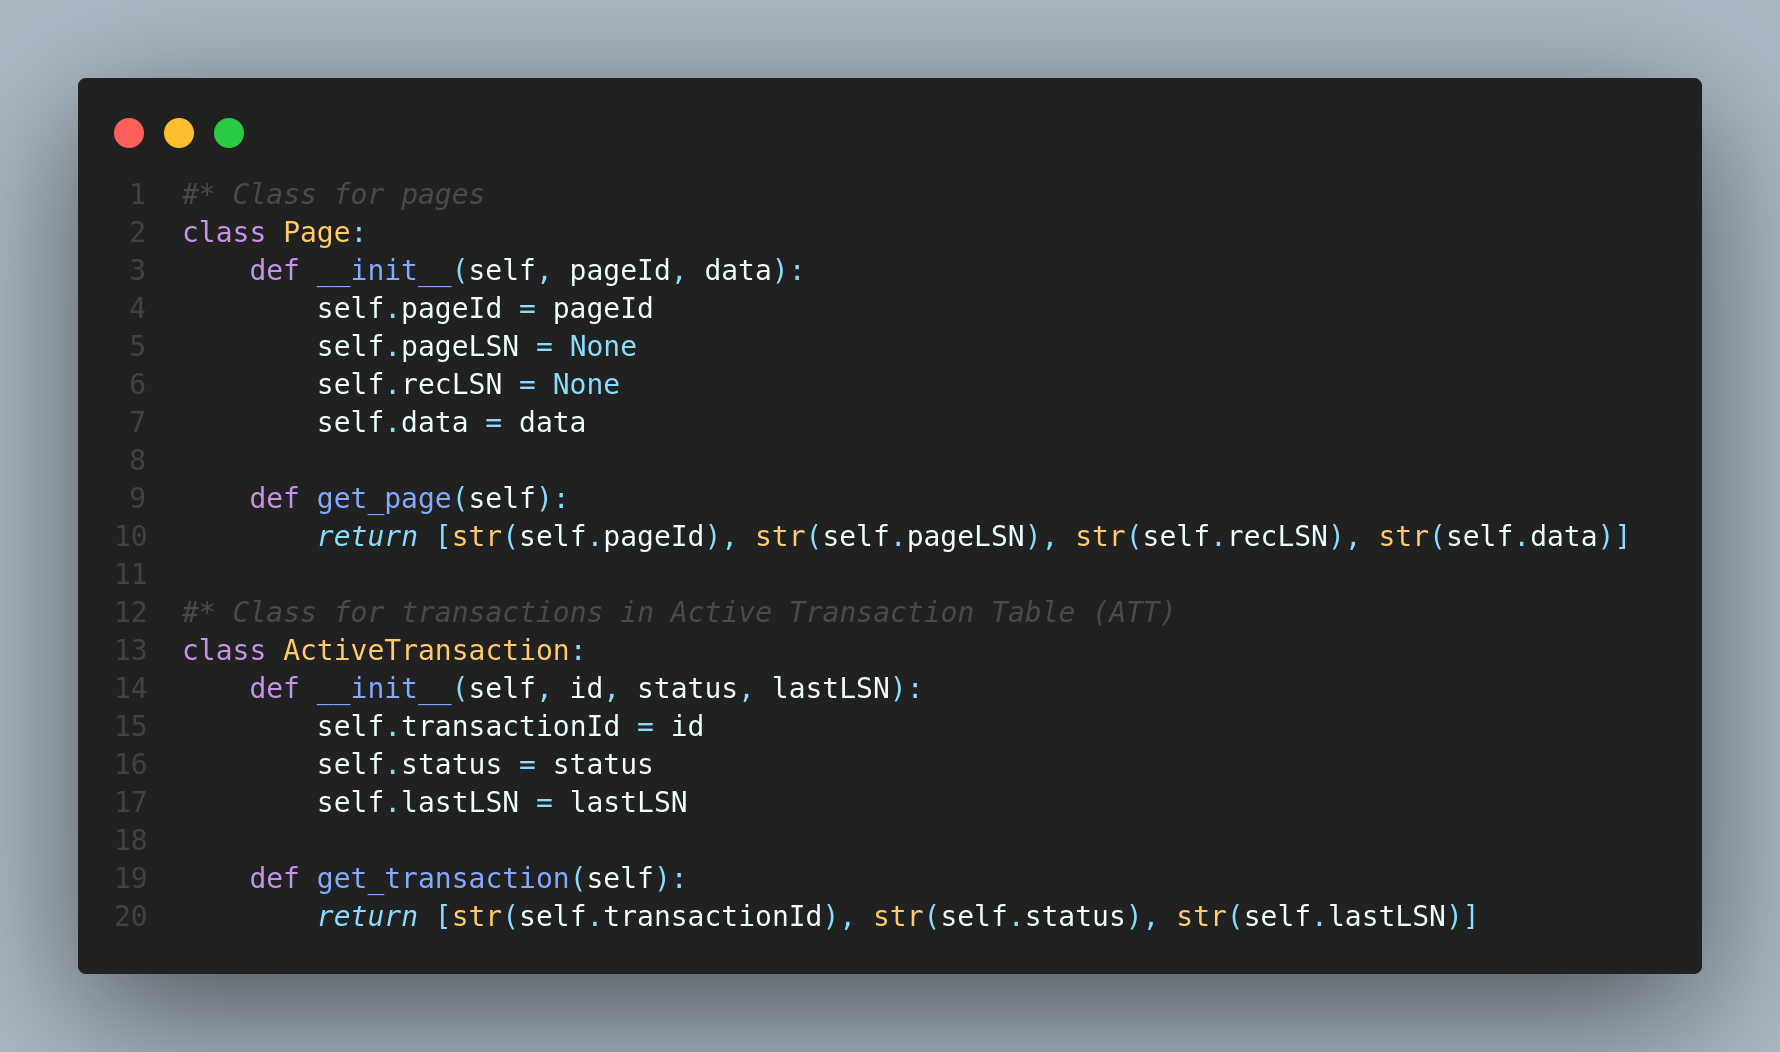 1 #* Class for pages
2 class Page:
3     def __init__(self, pageId, data):
4         self.pageId = pageId
5         self.pageLSN = None
6         self.recLSN = None
7         self.data = data
8
9     def get_page(self):
10         return [str(self.pageId), str(self.pageLSN), str(self.recLSN), str(self.data)]
11
12 #* Class for transactions in Active Transaction Table (ATT)
13 class ActiveTransaction:
14     def __init__(self, id, status, lastLSN):
15         self.transactionId = id
16         self.status = status
17         self.lastLSN = lastLSN
18
19     def get_transaction(self):
20         return [str(self.transactionId), str(self.status), str(self.lastLSN)]